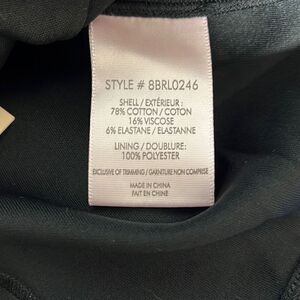 STYLE # 8BRL0246
SHELL / EXTÉRIEUR :
78% COTTON / COTON
16% VISCOSE
6% ELASTANE / ELASTANNE
LINING / DOUBLURE:
100% POLYESTER
EXCLUSIVE OF TRIMMING / GARNITURE NON COMPRISE
MADE IN CHINA
FAIT EN CHINE